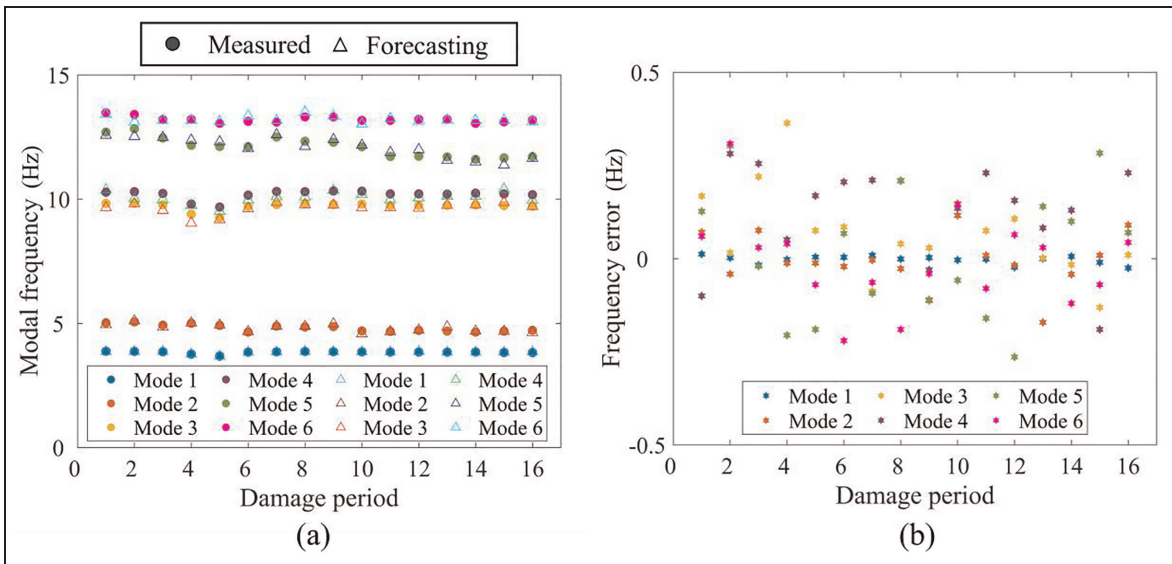 Measured Forecasting
15
10
5
0
Modal frequency (Hz)
Mode 1 Mode 4 Mode 1 Mode 4
Mode 2 Mode 5 Mode 2 Mode 5
Mode 3 Mode 6 Mode 3 Mode 6
0 2 4 6 8 10 12 14 16
Damage period
(a)
0.5
0
-0.5
Frequency error (Hz)
Mode 1 Mode 3 Mode 5
Mode 2 Mode 4 Mode 6
0 2 4 6 8 10 12 14 16
Damage period
(b)